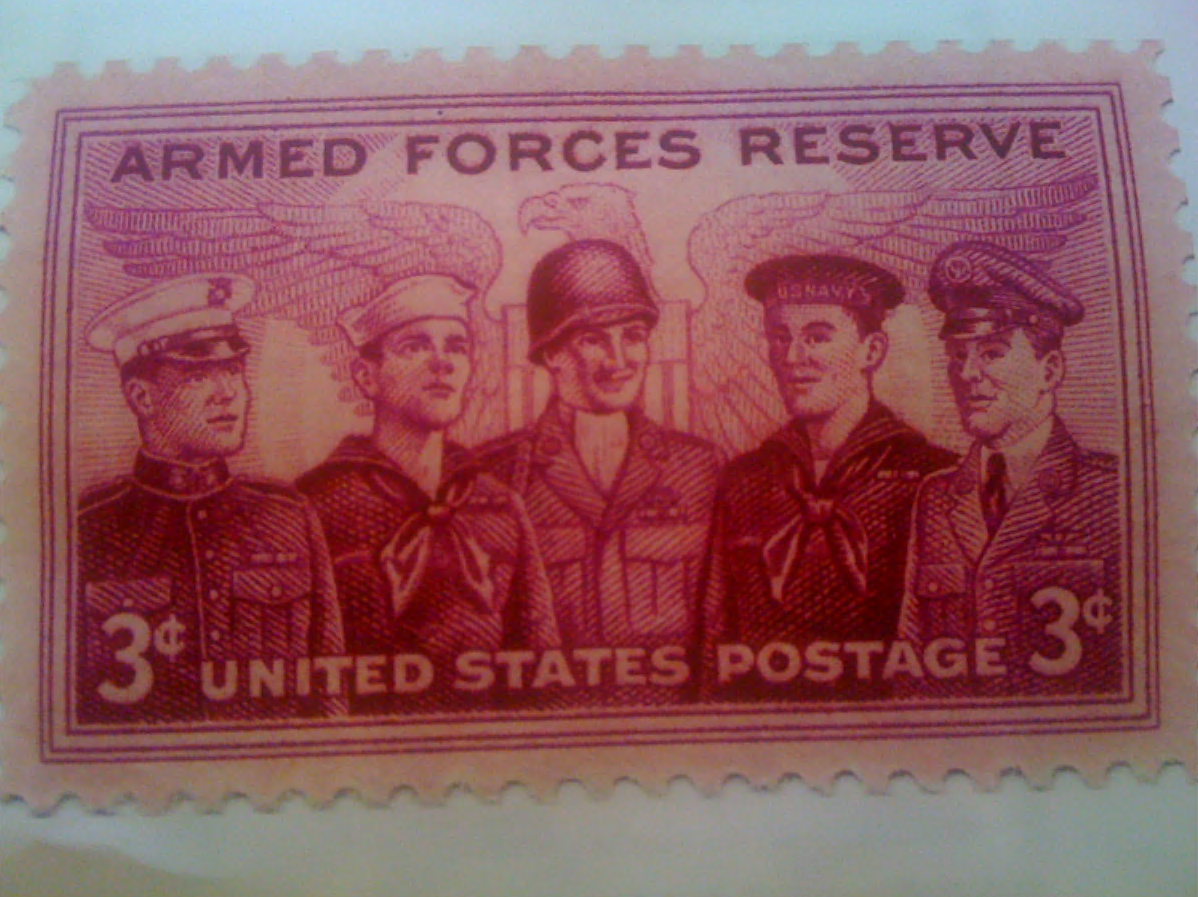 ARMED FORCES RESERVE
U.S. NAVY
3¢ UNITED STATES POSTAGE 3¢